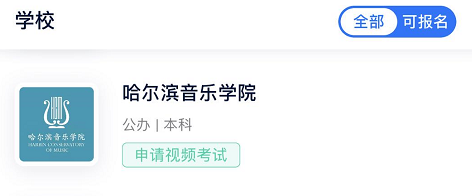 学校
全部 可报名
哈尔滨音乐学院
公办 | 本科
申请视频考试
哈尔滨音乐学院
HARBIN CONSERVATORY
OF MUSIC